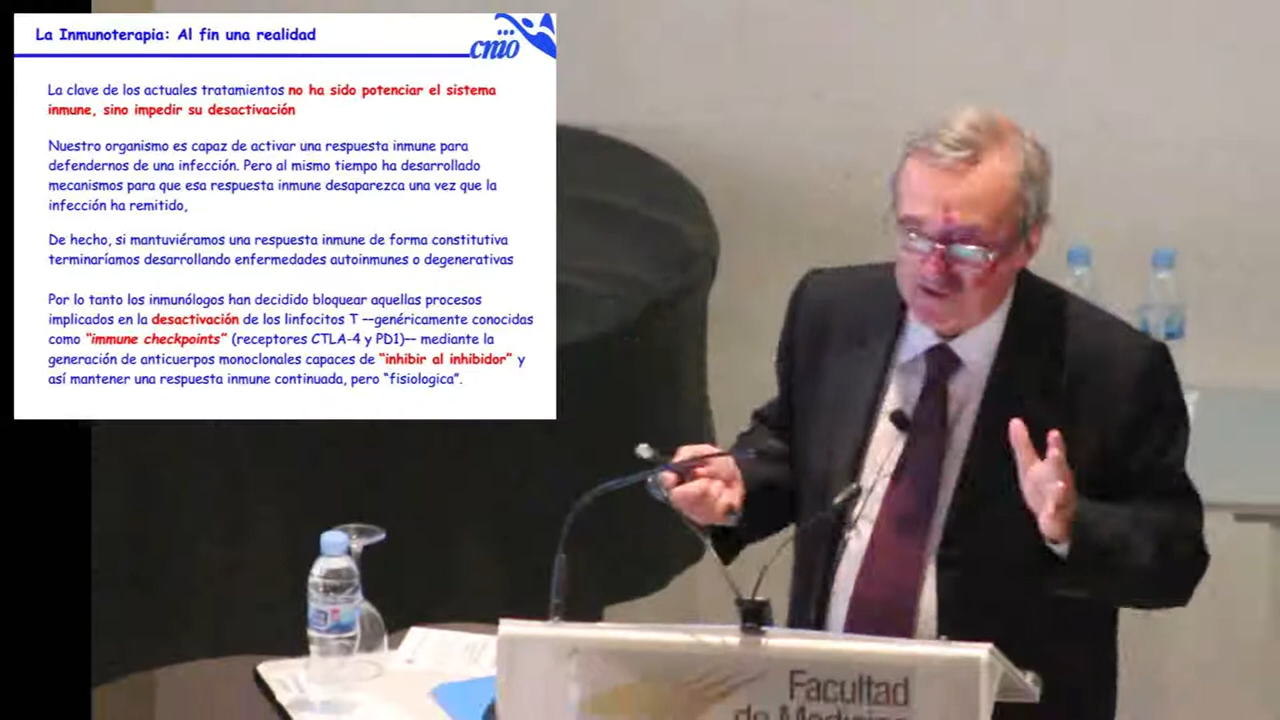 La Inmunoterapia: Al fin una realidad
cnio
La clave de los actuales tratamientos no ha sido potenciar el sistema
inmune, sino impedir su desactivación
Nuestro organismo es capaz de activar una respuesta inmune para
defendernos de una infección. Pero al mismo tiempo ha desarrollado
mecanismos para que esa respuesta inmune desaparezca una vez que la
infección ha remitido,
De hecho, si mantuviéramos una respuesta inmune de forma constitutiva
terminaríamos desarrollando enfermedades autoinmunes o degenerativas
Por lo tanto los inmunólogos han decidido bloquear aquellas procesos
implicados en la desactivación de los linfocitos T --genéricamente conocidas
como "immune checkpoints" (receptores CTLA-4 y PD1)-- mediante la
generación de anticuerpos monoclonales capaces de "inhibir al inhibidor" y
así mantener una respuesta inmune continuada, pero "fisiologica".
Facultad
de Medicina